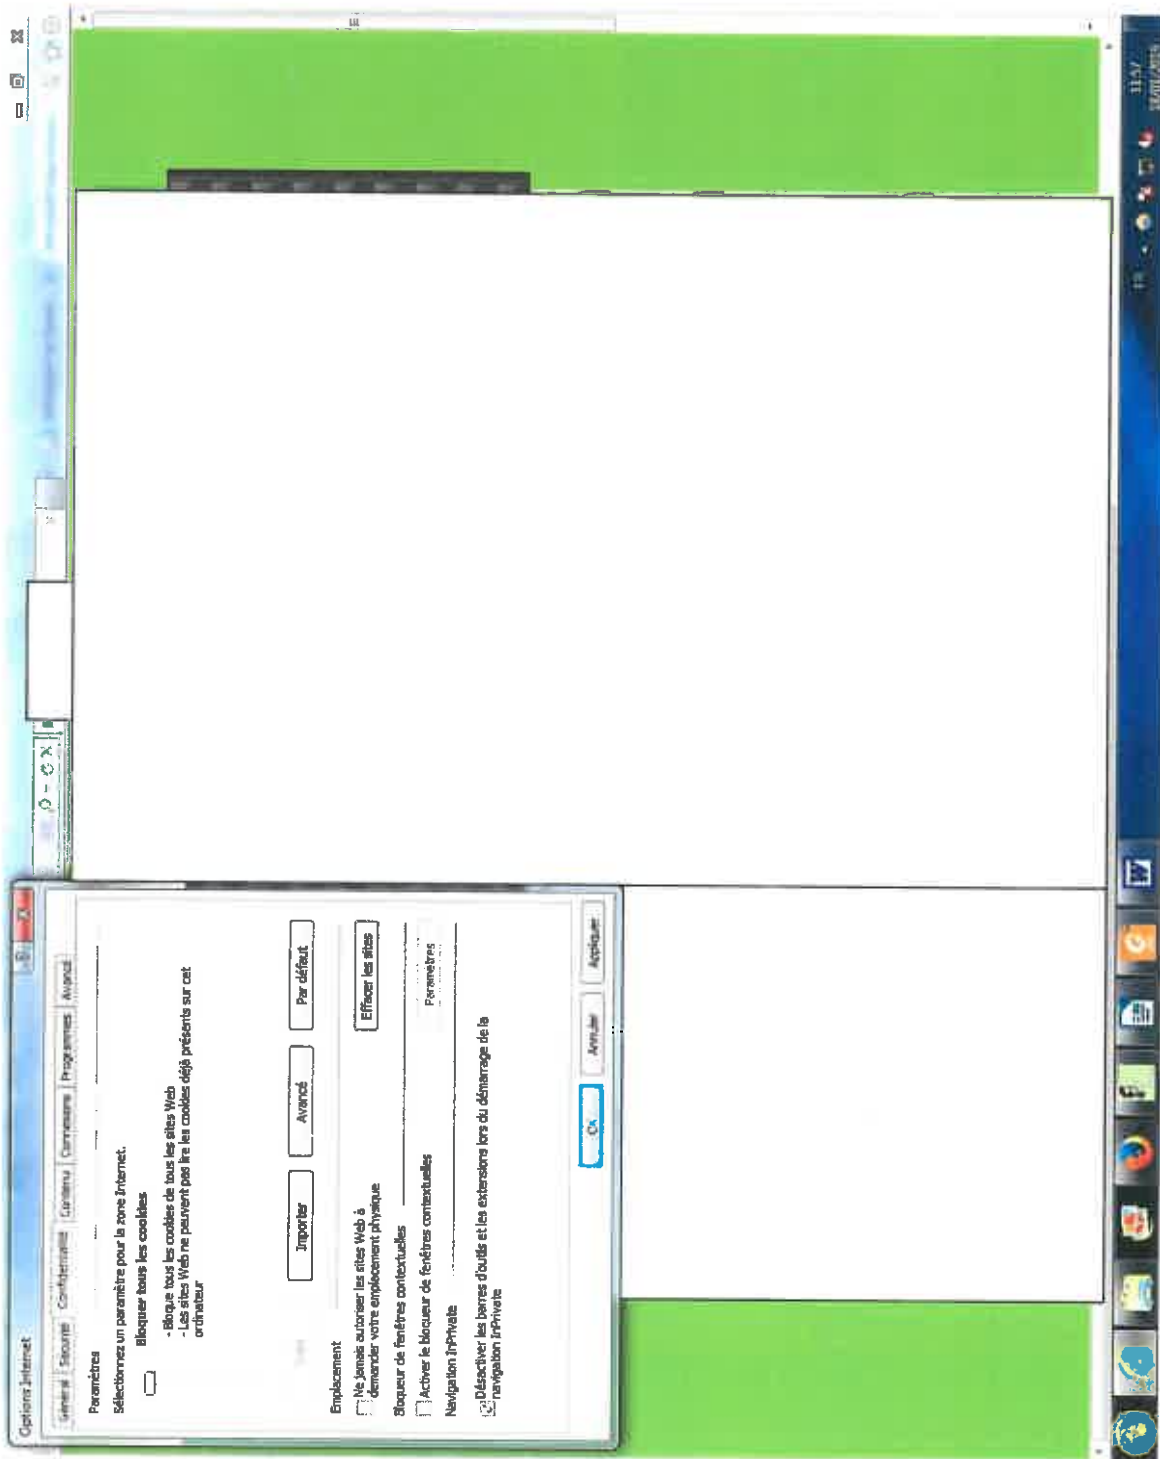 Options Internet
Général Sécurité Confidentialité Contenu Connexions Programmes Avancé
Paramètres
Sélectionnez un paramètre pour la zone Internet.
Bloquer tous les cookies
- Bloque tous les cookies de tous les sites Web
- Les sites Web ne peuvent pas lire les cookies déjà présents sur cet
ordinateur
Importer Avancé Par défaut
Emplacement
Ne jamais autoriser les sites Web à
demander votre emplacement physique
Effacer les sites
Bloqueur de fenêtres contextuelles
Activer le bloqueur de fenêtres contextuelles
Paramètres
Navigation InPrivate
Désactiver les barres d'outils et les extensions lors du démarrage de la
navigation InPrivate
OK Annuler Appliquer
FR
11:57